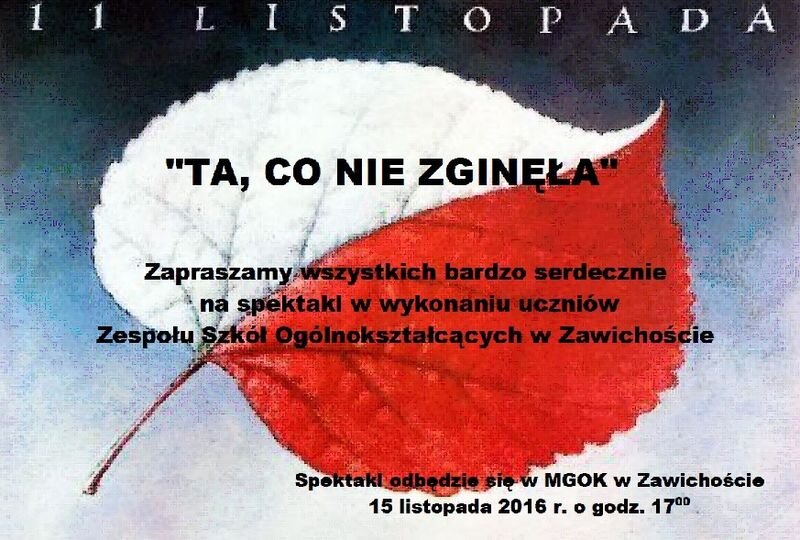 11 LISTOPADA
"TA, CO NIE ZGINĘŁA"
Zapraszamy wszystkich bardzo serdecznie
na spektakl w wykonaniu uczniów
Zespołu Szkół Ogólnokształcących w Zawichoście
Spektakl odbędzie się w MGOK w Zawichoście
15 listopada 2016 r. o godz. 17⁰⁰